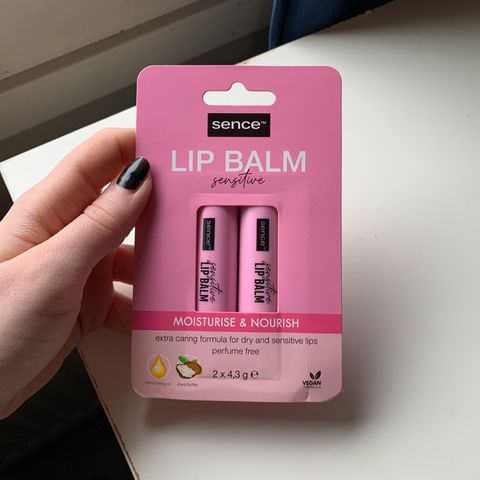 sence™
LIP BALM
sensitive
sence
sensitive
LIP BALM
sence
sensitive
LIP BALM
MOISTURISE & NOURISH
extra caring formula for dry and sensitive lips
perfume free
2 x 4,3 g ℮
shea butter
VEGAN
FORMULA